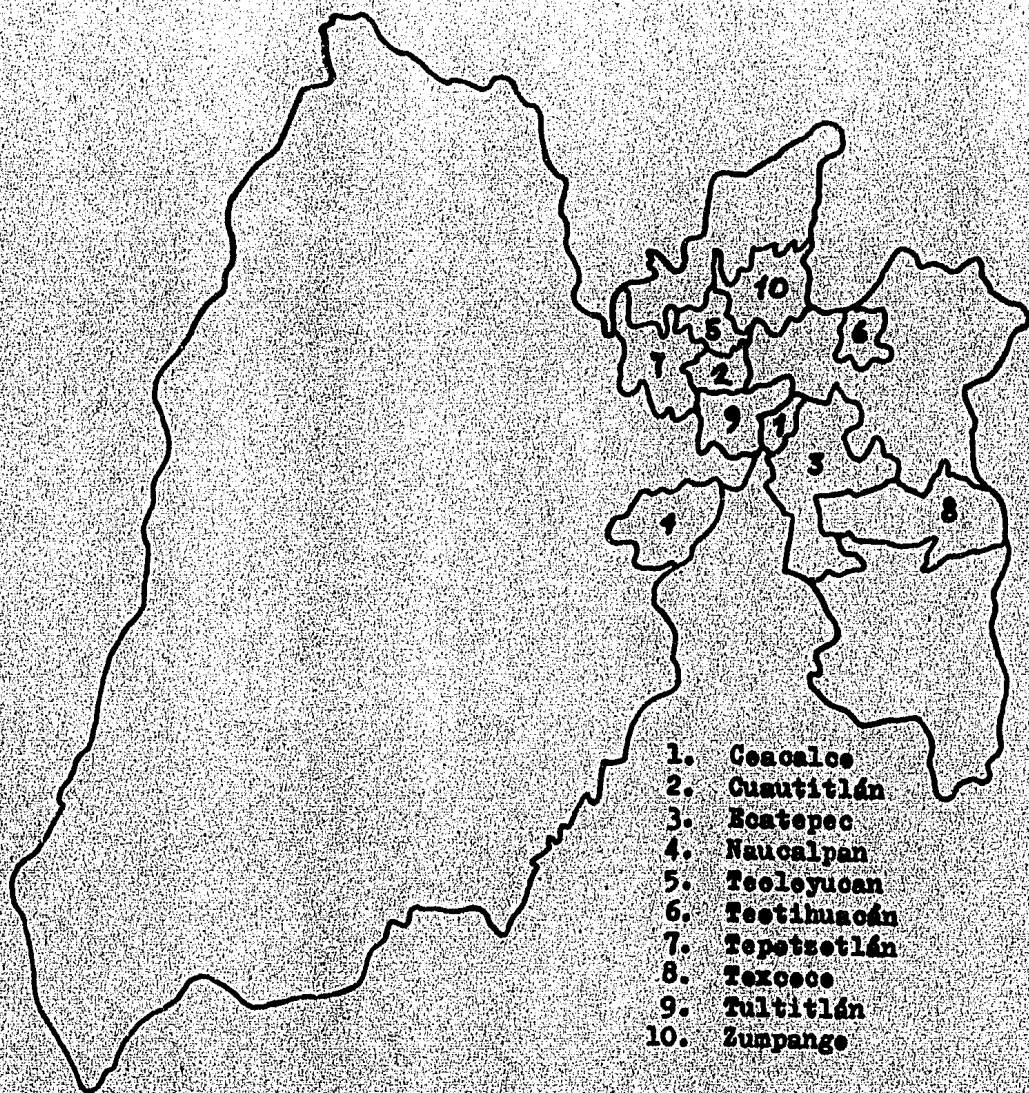 10
5
6
7
2
9
1
3
8
4
1. Coacalco
2. Cuautitlán
3. Ecatepec
4. Naucalpan
5. Teoloyucan
6. Teotihuacán
7. Tepotzotlán
8. Texcoco
9. Tultitlán
10. Zumpango